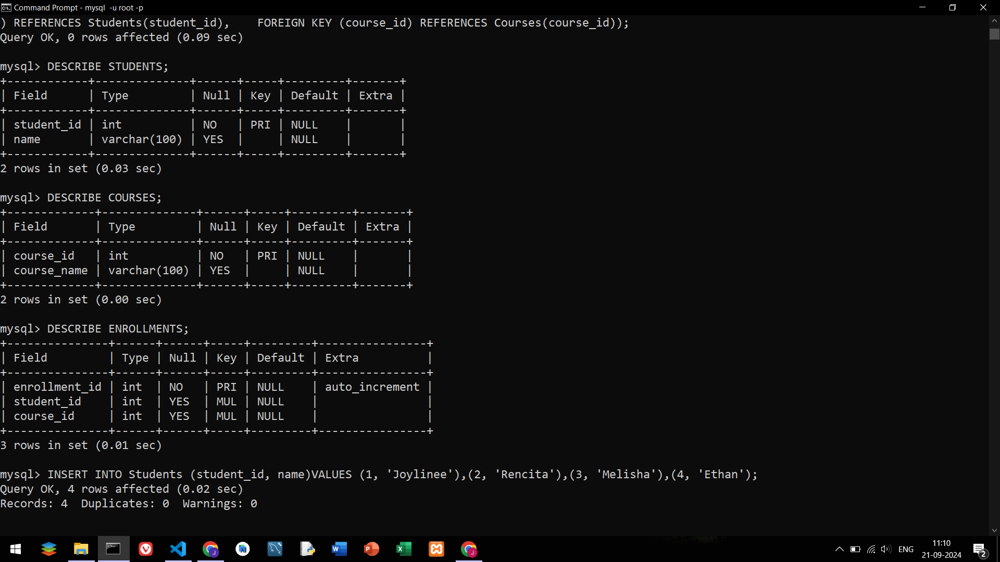 Command Prompt - mysql  -u root -p
) REFERENCES Students(student_id),    FOREIGN KEY (course_id) REFERENCES Courses(course_id));
Query OK, 0 rows affected (0.09 sec)

mysql> DESCRIBE STUDENTS;
+------------+--------------+------+-----+---------+-------+
| Field      | Type         | Null | Key | Default | Extra |
+------------+--------------+------+-----+---------+-------+
| student_id | int          | NO   | PRI | NULL    |       |
| name       | varchar(100) | YES  |     | NULL    |       |
+------------+--------------+------+-----+---------+-------+
2 rows in set (0.03 sec)

mysql> DESCRIBE COURSES;
+-------------+--------------+------+-----+---------+-------+
| Field       | Type         | Null | Key | Default | Extra |
+-------------+--------------+------+-----+---------+-------+
| course_id   | int          | NO   | PRI | NULL    |       |
| course_name | varchar(100) | YES  |     | NULL    |       |
+-------------+--------------+------+-----+---------+-------+
2 rows in set (0.00 sec)

mysql> DESCRIBE ENROLLMENTS;
+---------------+------+------+-----+---------+----------------+
| Field         | Type | Null | Key | Default | Extra          |
+---------------+------+------+-----+---------+----------------+
| enrollment_id | int  | NO   | PRI | NULL    | auto_increment |
| student_id    | int  | YES  | MUL | NULL    |                |
| course_id     | int  | YES  | MUL | NULL    |                |
+---------------+------+------+-----+---------+----------------+
3 rows in set (0.01 sec)

mysql> INSERT INTO Students (student_id, name)VALUES (1, 'Joylinee'),(2, 'Rencita'),(3, 'Melisha'),(4, 'Ethan');
Query OK, 4 rows affected (0.02 sec)
Records: 4  Duplicates: 0  Warnings: 0

ENG
11:10
21-09-2024
2